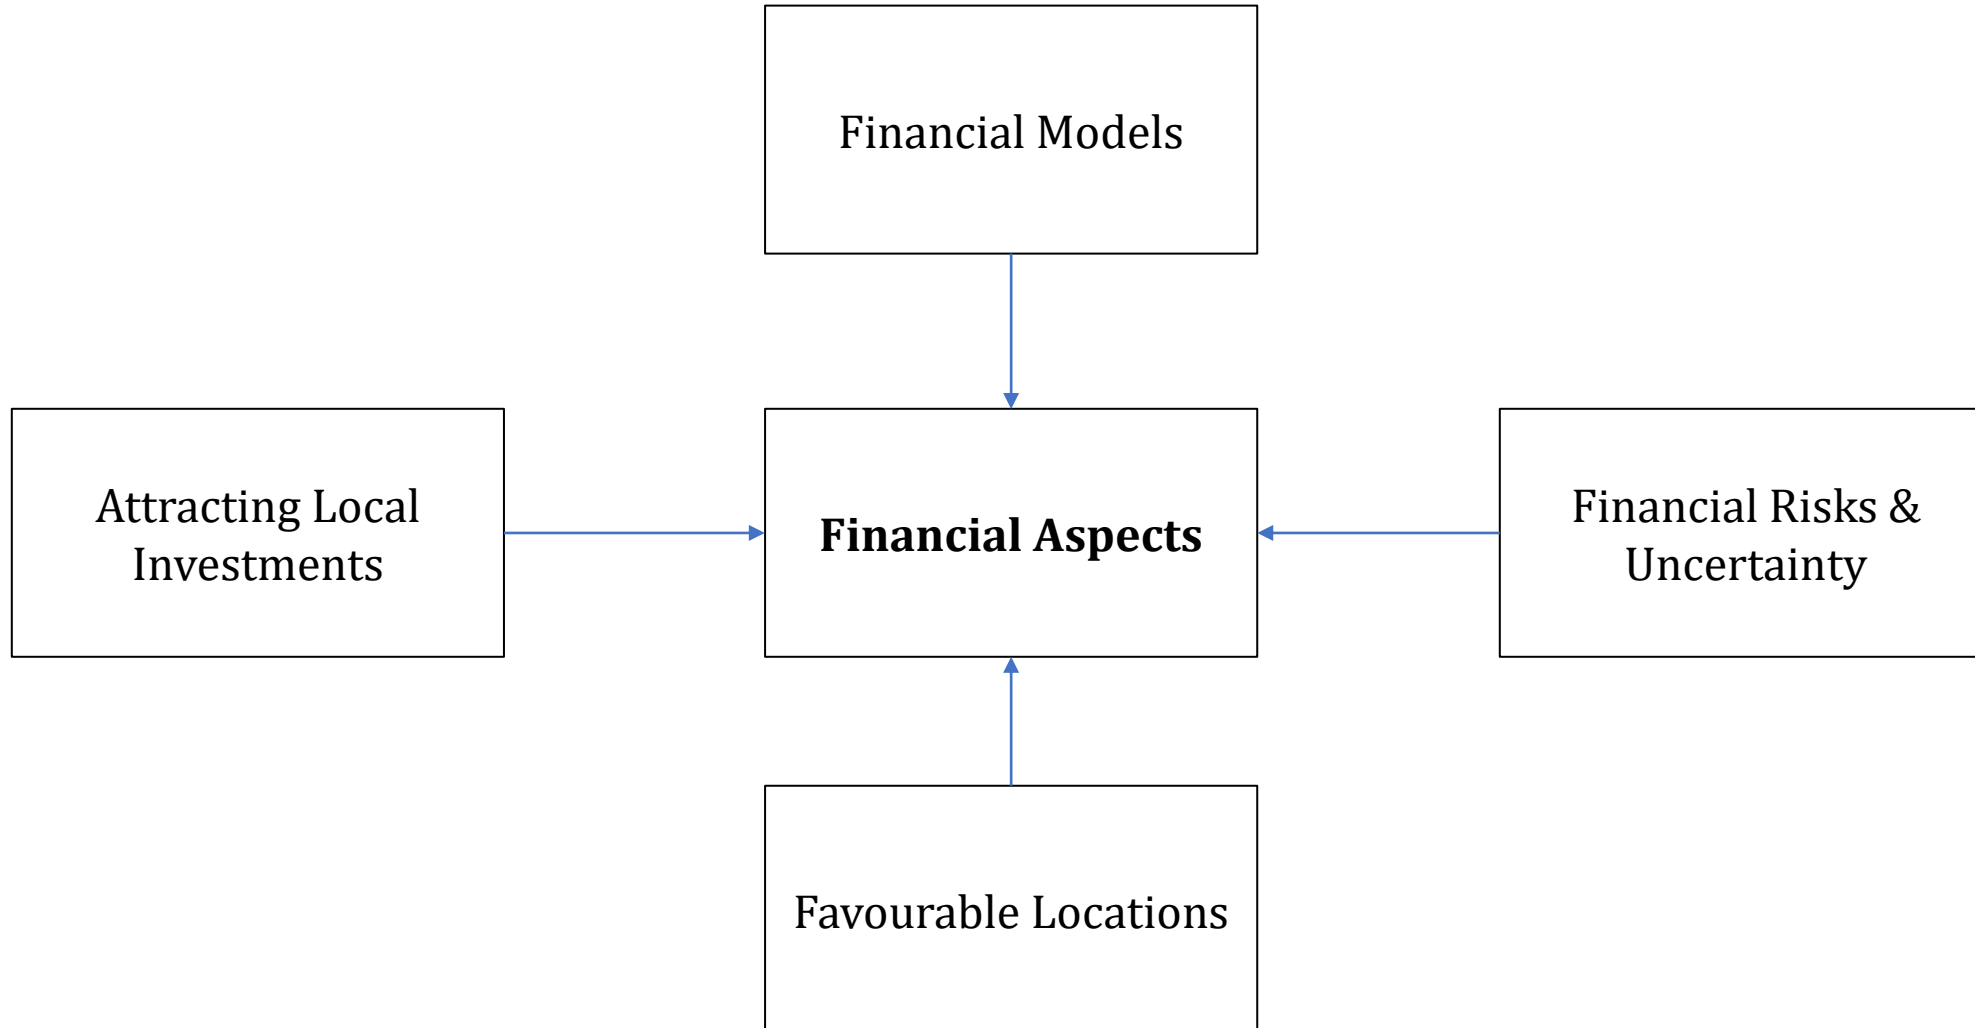 Financial Models
Attracting Local
Investments
Financial Aspects
Financial Risks &
Uncertainty
Favourable Locations